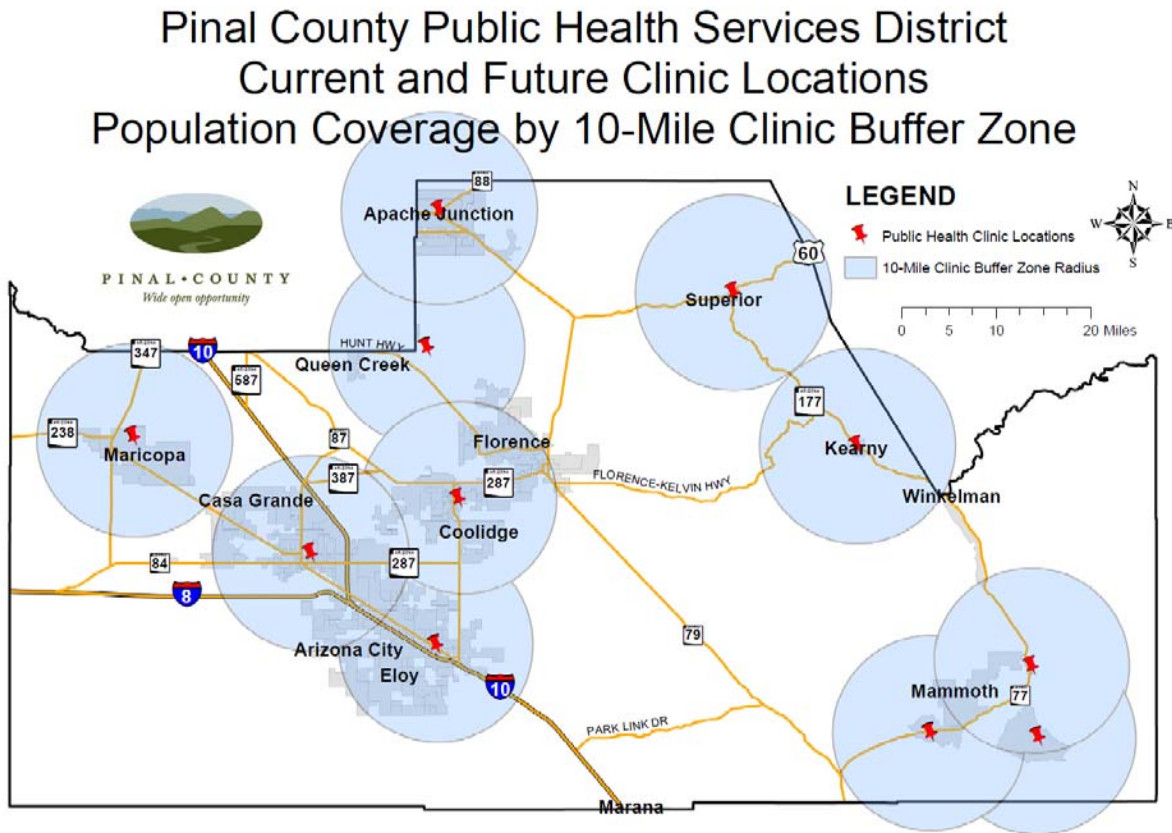 Pinal County Public Health Services District
Current and Future Clinic Locations
Population Coverage by 10-Mile Clinic Buffer Zone
PINAL•COUNTY
Wide open opportunity
LEGEND
Public Health Clinic Locations
10-Mile Clinic Buffer Zone Radius
N
W
E
S
0 5 10 20 Miles
88
Apache Junction
60
Superior
347
10
HUNT HWY
Queen Creek
587
177
238
Maricopa
87
Florence
Kearny
387
287
FLORENCE-KELVIN HWY
Casa Grande
Coolidge
Winkelman
84
287
8
79
Arizona City
Eloy
10
Mammoth
77
PARK LINK DR
Marana